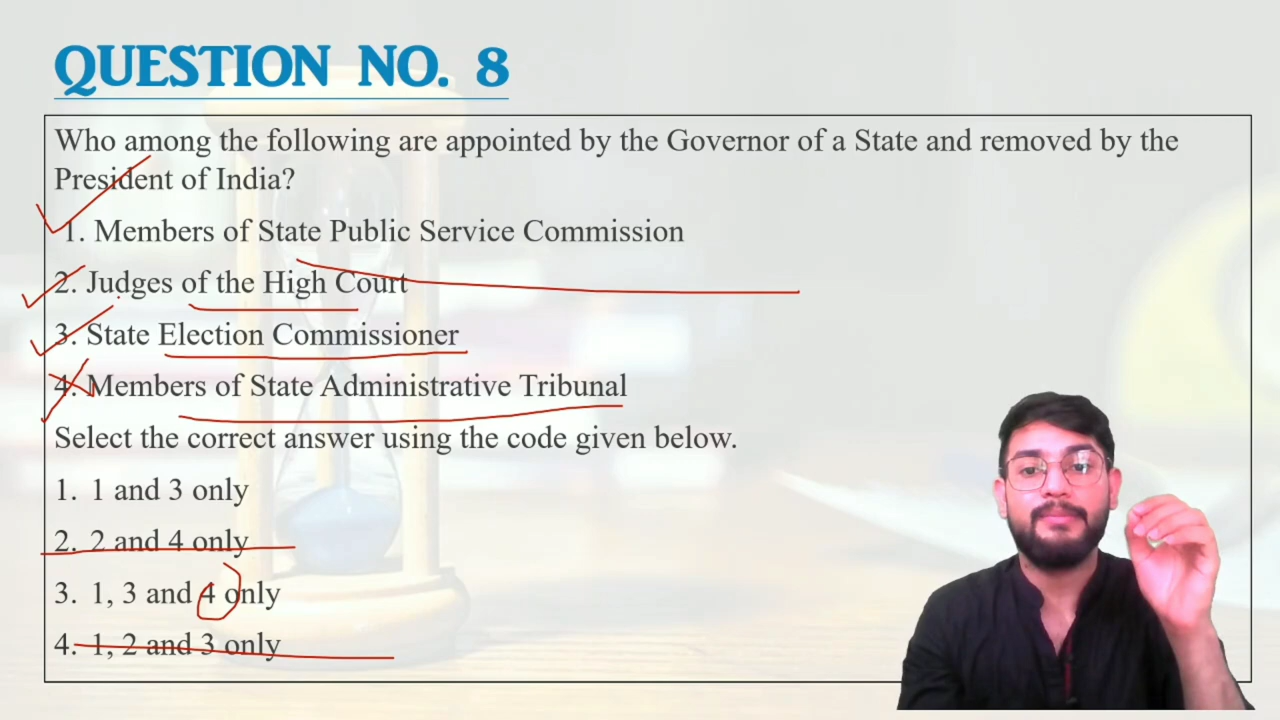 QUESTION NO. 8
Who among the following are appointed by the Governor of a State and removed by the
President of India?
1. Members of State Public Service Commission
2. Judges of the High Court
3. State Election Commissioner
4. Members of State Administrative Tribunal
Select the correct answer using the code given below.
1. 1 and 3 only
2. 2 and 4 only
3. 1, 3 and 4 only
4. 1, 2 and 3 only